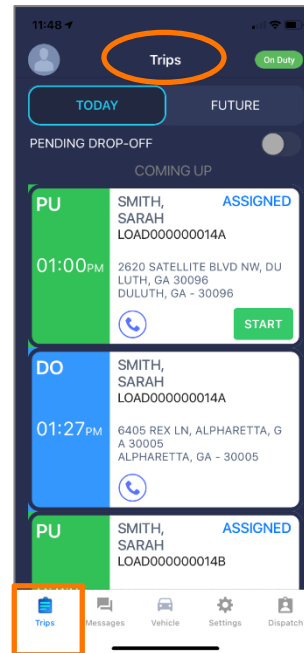 11:48
Trips
On Duty
TODAY
FUTURE
PENDING DROP-OFF
COMING UP
PU
SMITH,
SARAH
ASSIGNED
LOAD000000014A
01:00PM
2620 SATELLITE BLVD NW, DU
LUTH, GA 30096
DULUTH, GA - 30096
START
DO
SMITH,
SARAH
LOAD000000014A
01:27PM
6405 REX LN, ALPHARETTA, G
A 30005
ALPHARETTA, GA - 30005
PU
SMITH,
SARAH
ASSIGNED
LOAD000000014B
Trips
Messages
Vehicle
Settings
Dispatch